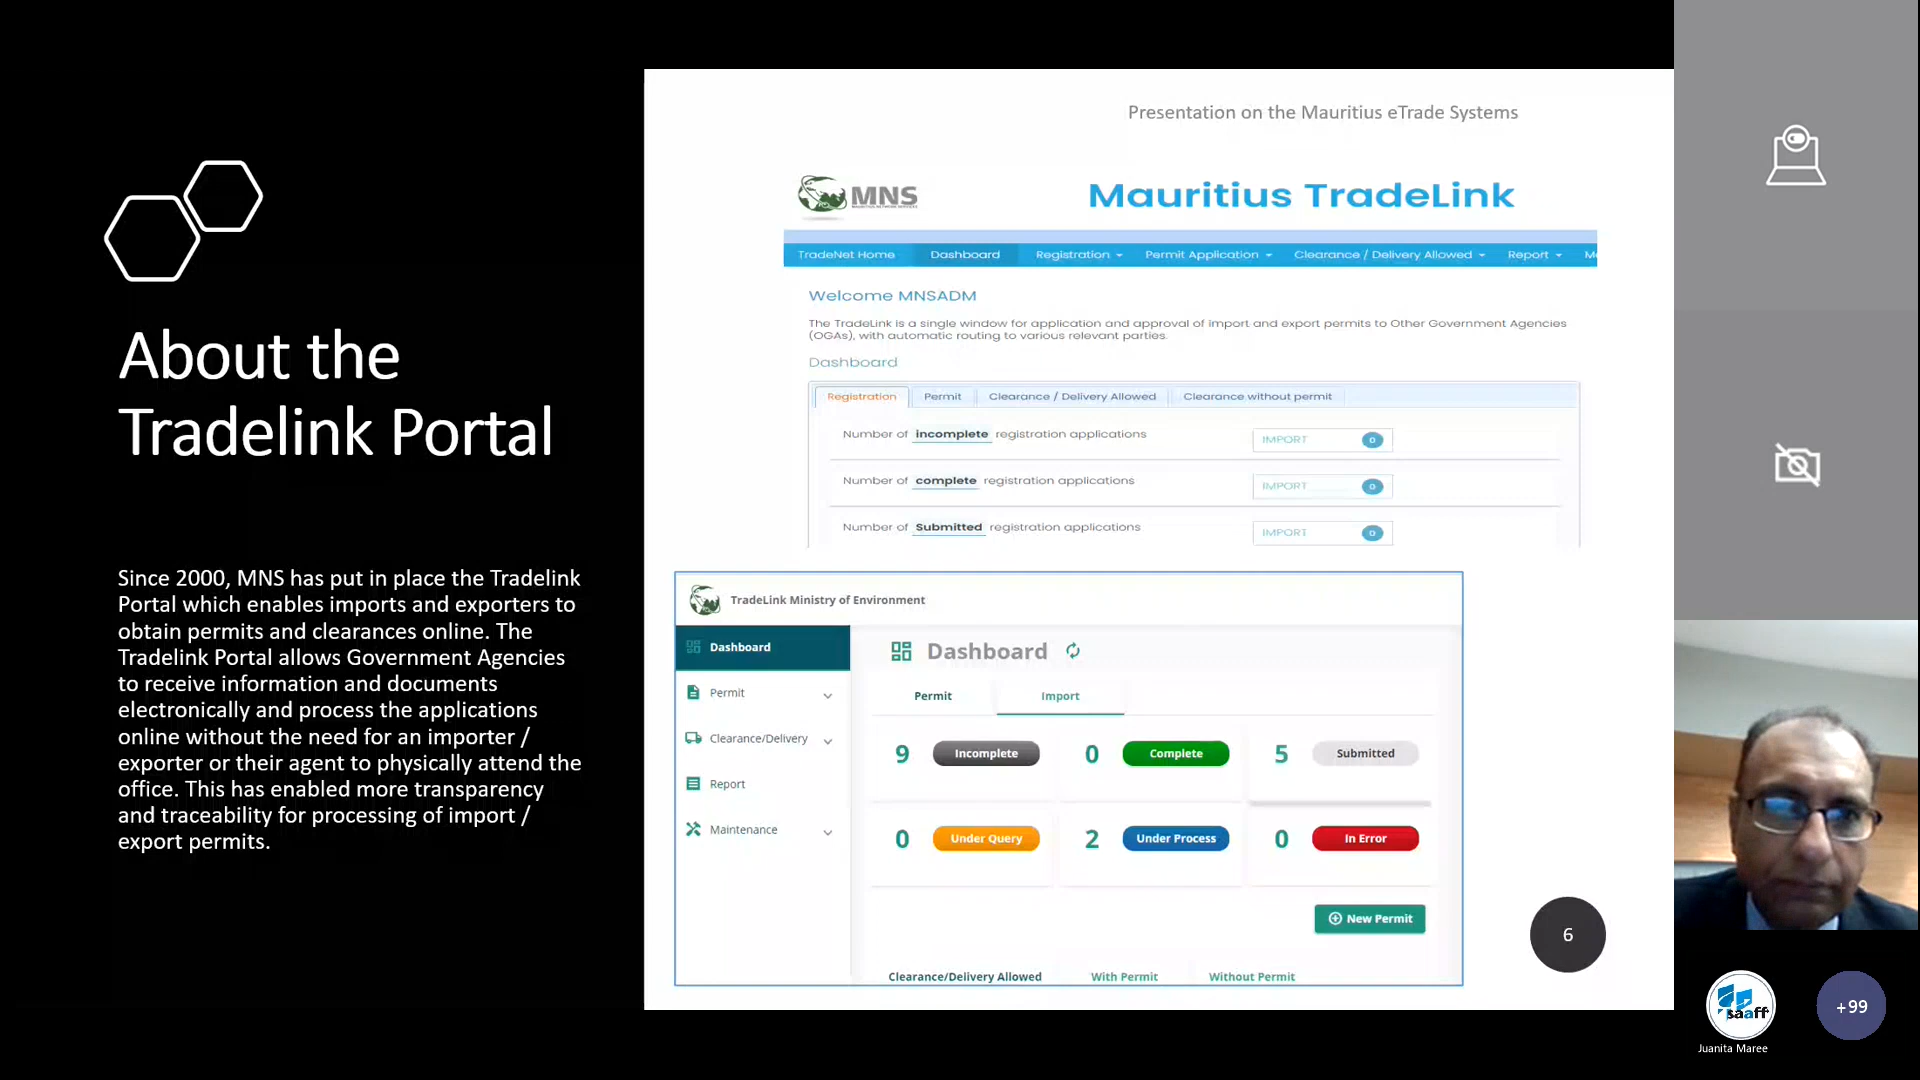 About the
Tradelink Portal
Since 2000, MNS has put in place the Tradelink
Portal which enables imports and exporters to
obtain permits and clearances online. The
Tradelink Portal allows Government Agencies
to receive information and documents
electronically and process the applications
online without the need for an importer /
exporter or their agent to physically attend the
office. This has enabled more transparency
and traceability for processing of import /
export permits.
Presentation on the Mauritius eTrade Systems
MNS
Mauritius TradeLink
TradeNet Home Dashboard Registration Permit Application Clearance / Delivery Allowed Report
Welcome MNSADM
The TradeLink is a single window for application and approval of import and export permits to Other Government Agencies
(OGAs), with automatic routing to various relevant parties.
Dashboard
Registration Permit Clearance / Delivery Allowed Clearance without permit
Number of incomplete registration applications IMPORT 0
Number of complete registration applications IMPORT 0
Number of Submitted registration applications IMPORT 0
TradeLink Ministry of Environment
Dashboard
Permit
Clearance/Delivery
Report
Maintenance
Dashboard
Permit Import
9 Incomplete 0 Complete 5 Submitted
0 Under Query 2 Under Process 0 In Error
New Permit
Clearance/Delivery Allowed With Permit Without Permit
6
saaff
Juanita Maree
+99